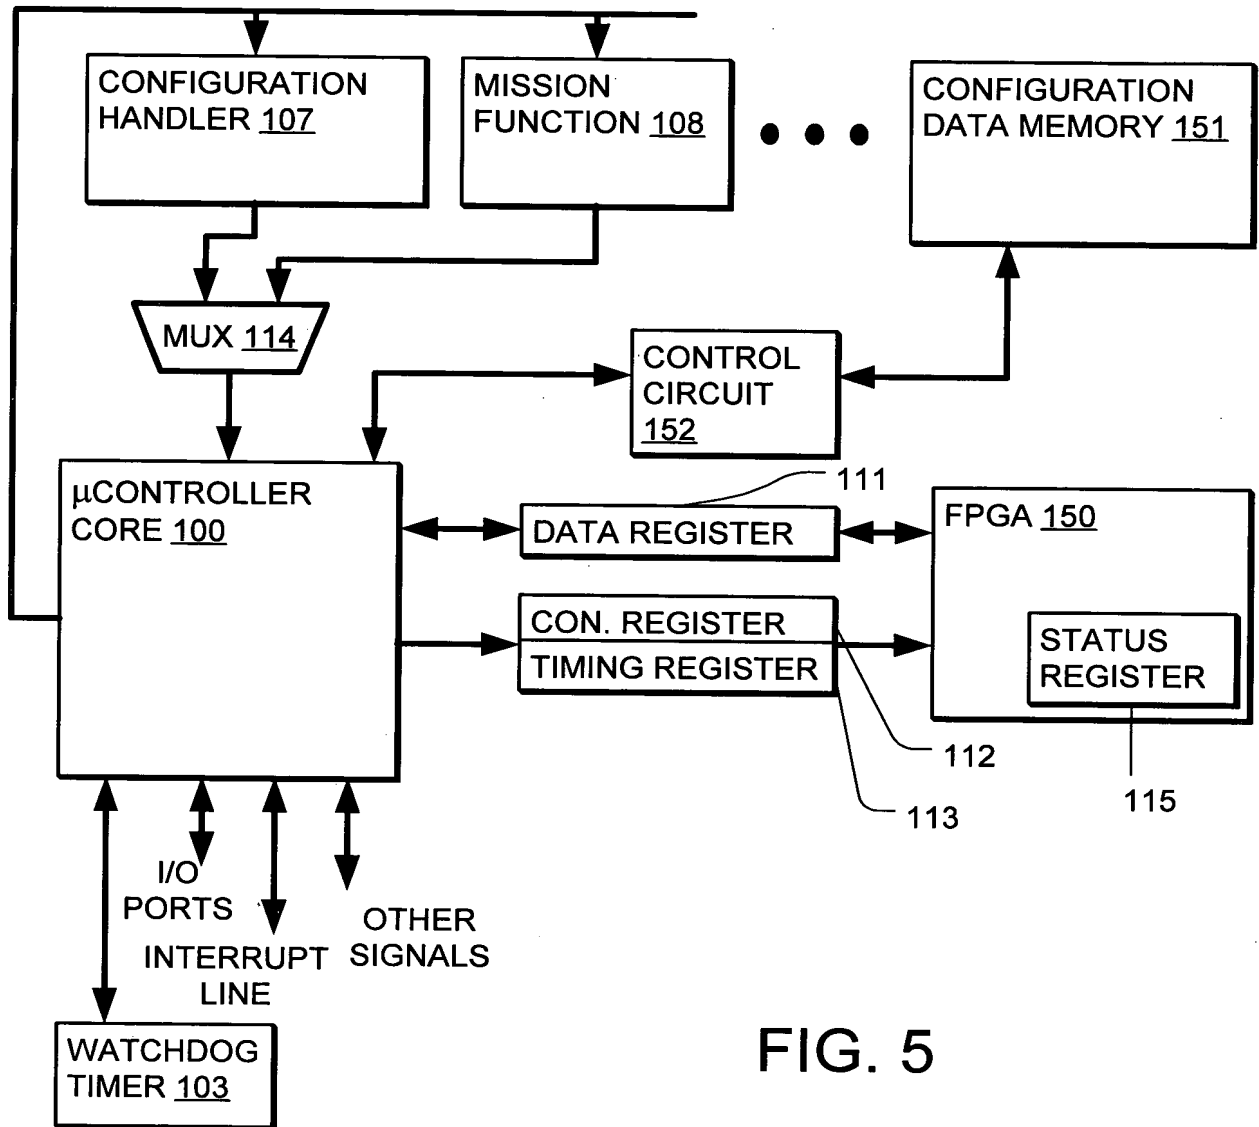 CONFIGURATION
HANDLER 107
MISSION
FUNCTION 108
CONFIGURATION
DATA MEMORY 151
MUX 114
CONTROL
CIRCUIT
152
µCONTROLLER
CORE 100
111
DATA REGISTER
FPGA 150
CON. REGISTER
TIMING REGISTER
STATUS
REGISTER
112
113
115
I/O
PORTS
INTERRUPT
LINE
OTHER
SIGNALS
WATCHDOG
TIMER 103
FIG. 5